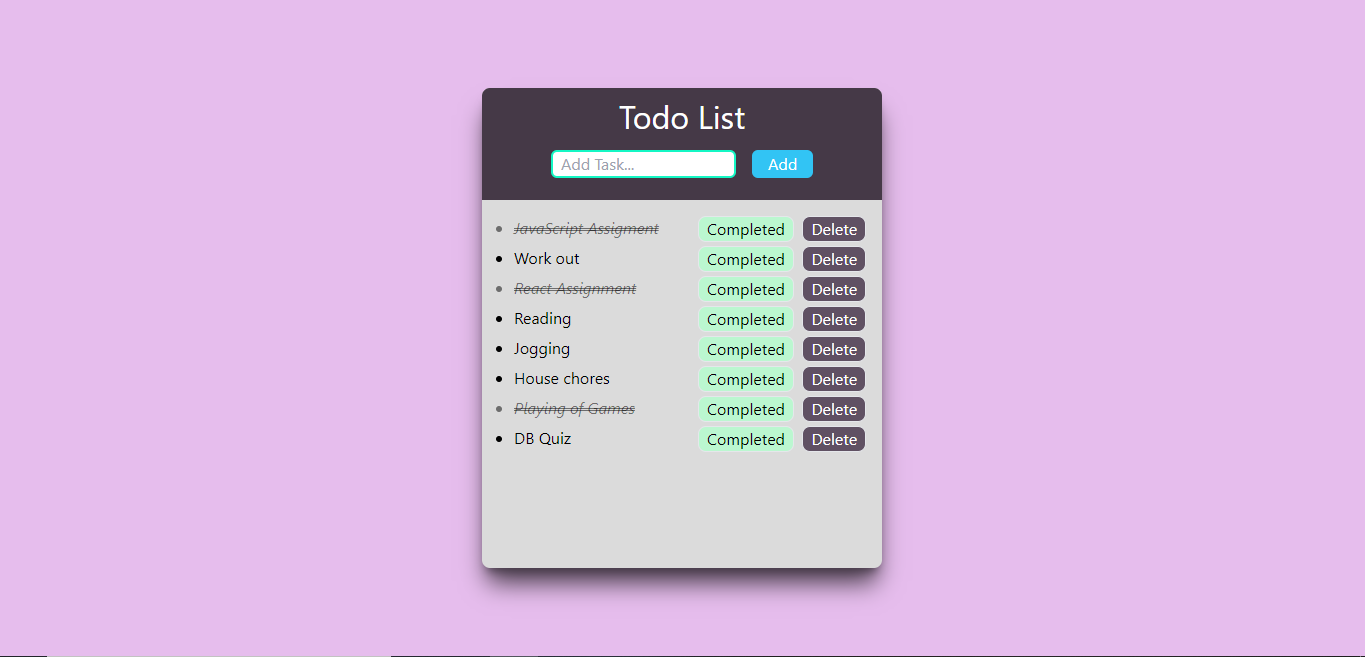 Todo List
Add Task... Add
JavaScript Assigment Completed Delete
Work out Completed Delete
React Assignment Completed Delete
Reading Completed Delete
Jogging Completed Delete
House chores Completed Delete
Playing of Games Completed Delete
DB Quiz Completed Delete